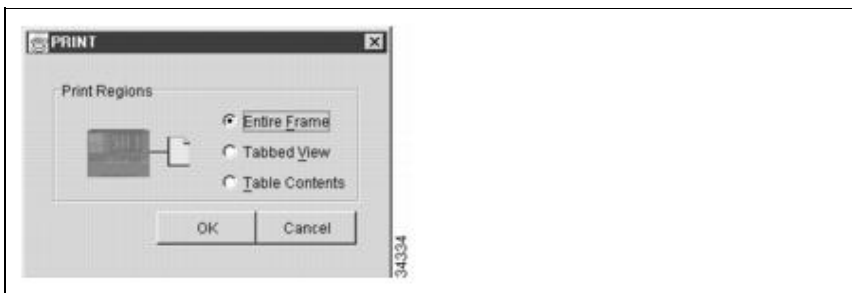 PRINT
Print Regions
Entire Frame
Tabbed View
Table Contents
OK
Cancel
34334